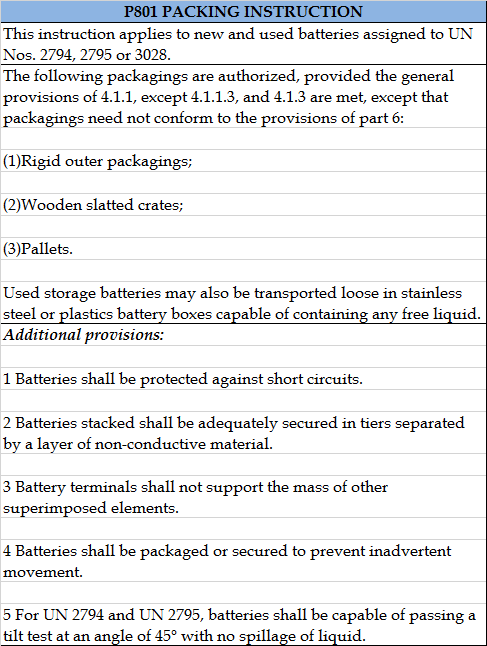 P801 PACKING INSTRUCTION
This instruction applies to new and used batteries assigned to UN
Nos. 2794, 2795 or 3028.
The following packagings are authorized, provided the general
provisions of 4.1.1, except 4.1.1.3, and 4.1.3 are met, except that
packagings need not conform to the provisions of part 6:
(1)Rigid outer packagings;
(2)Wooden slatted crates;
(3)Pallets.
Used storage batteries may also be transported loose in stainless
steel or plastics battery boxes capable of containing any free liquid.
Additional provisions:
1 Batteries shall be protected against short circuits.
2 Batteries stacked shall be adequately secured in tiers separated
by a layer of non-conductive material.
3 Battery terminals shall not support the mass of other
superimposed elements.
4 Batteries shall be packaged or secured to prevent inadvertent
movement.
5 For UN 2794 and UN 2795, batteries shall be capable of passing a
tilt test at an angle of 45° with no spillage of liquid.